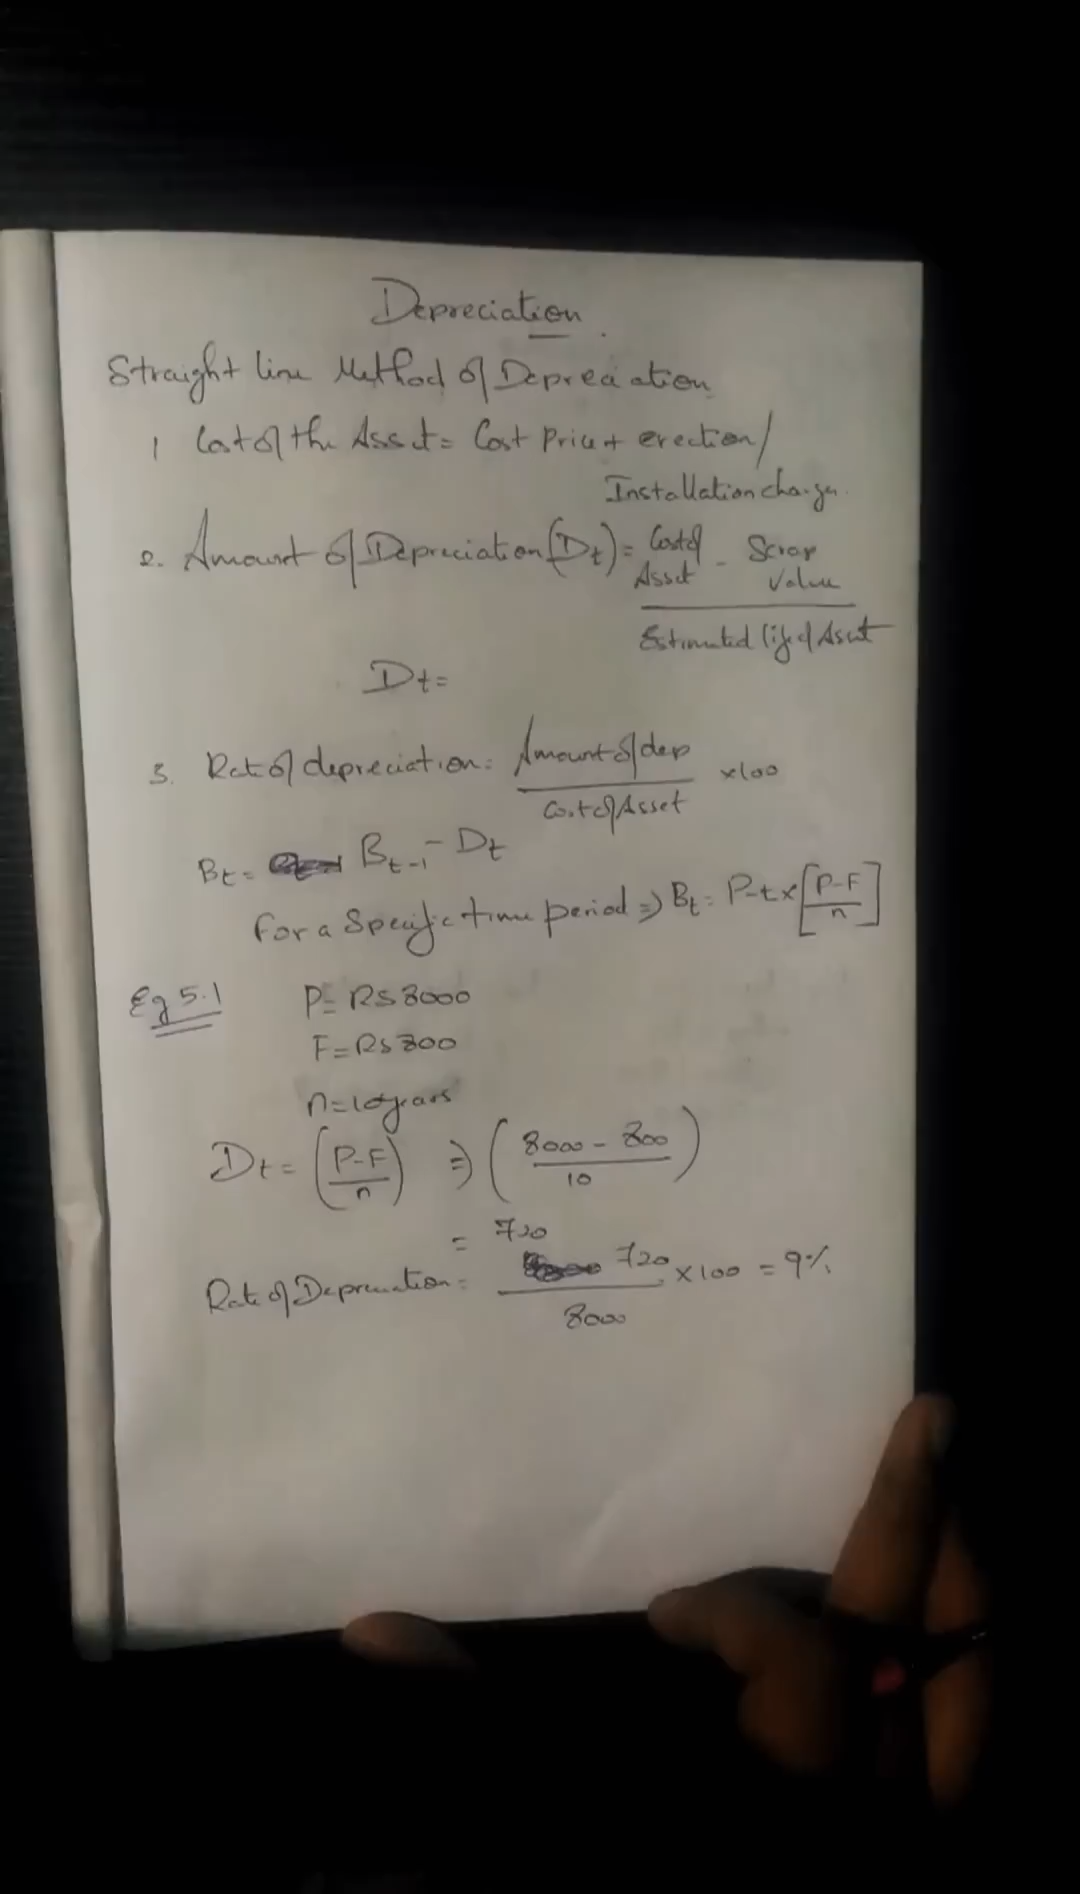 Depreciation
Straight line Method of Depreciation
1 Cost of the Asset = Cost Price + erection/
Installation charges.
2. Amount of Depreciation (Dt) = Cost of Asset - Scrap Value
Estimated life of Asset
Dt =
3. Rate of depreciation = Amount of dep x100
Cost of Asset
Bt = Bt-1 - Dt
For a Specific time period => Bt = P-t x [P-F
n]
Eg 5.1 P = Rs 8000
F = Rs 800
n = 10 years
Dt = (P-F
n) => (8000 - 800
10)
= 720
Rate of Depreciation = 720 x 100 = 9%
8000